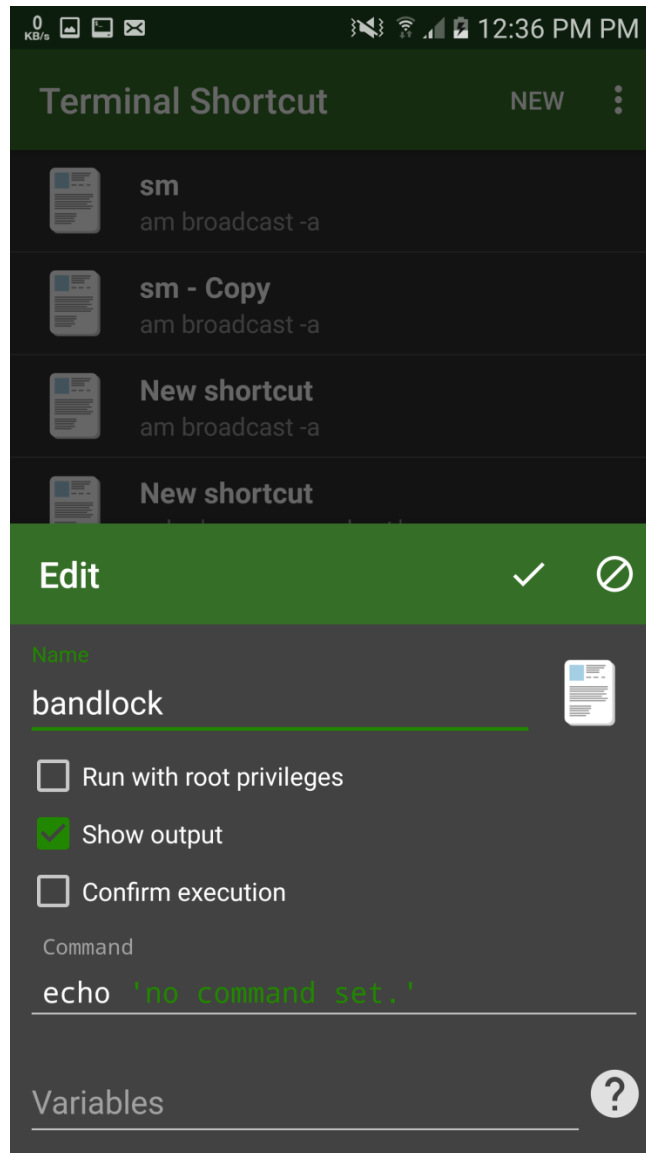 0
KB/s
12:36 PM PM
Terminal Shortcut NEW
sm
am broadcast -a
sm - Copy
am broadcast -a
New shortcut
am broadcast -a
New shortcut
Edit
Name
bandlock
Run with root privileges
Show output
Confirm execution
Command
echo 'no command set.'
Variables ?